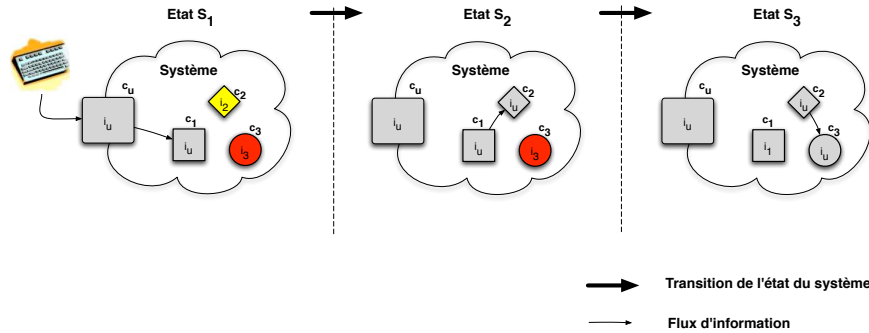 Etat S1
Etat S2
Etat S3
Système
cu
iu
c1
iu
c2
i2
c3
i3
Système
cu
iu
c1
iu
c2
iu
c3
i3
Système
cu
iu
c1
i1
c2
iu
c3
iu
Transition de l'état du système
Flux d'information